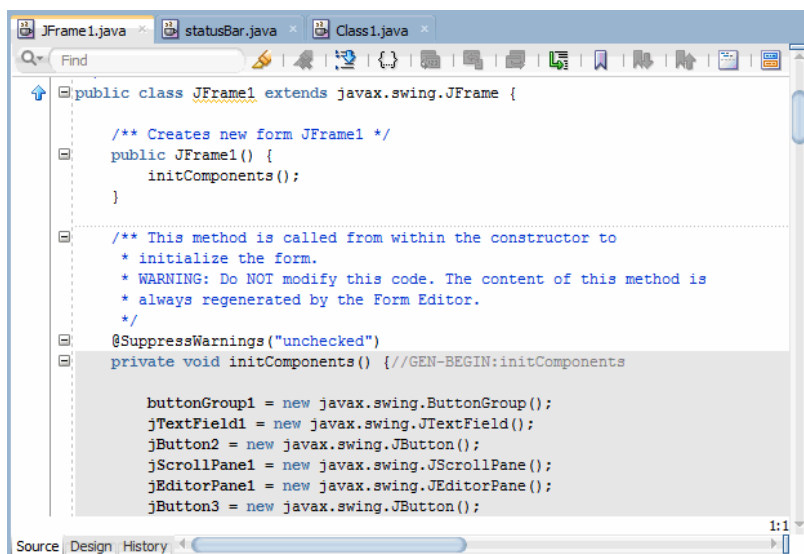 JFrame1.java × statusBar.java × Class1.java ×
Find
public class JFrame1 extends javax.swing.JFrame {
/** Creates new form JFrame1 */
public JFrame1() {
initComponents();
}
/** This method is called from within the constructor to
* initialize the form.
* WARNING: Do NOT modify this code. The content of this method is
* always regenerated by the Form Editor.
*/
@SuppressWarnings("unchecked")
private void initComponents() {//GEN-BEGIN:initComponents
buttonGroup1 = new javax.swing.ButtonGroup();
jTextField1 = new javax.swing.JTextField();
jButton2 = new javax.swing.JButton();
jScrollPane1 = new javax.swing.JScrollPane();
jEditorPane1 = new javax.swing.JEditorPane();
jButton3 = new javax.swing.JButton();
1:1
Source Design History